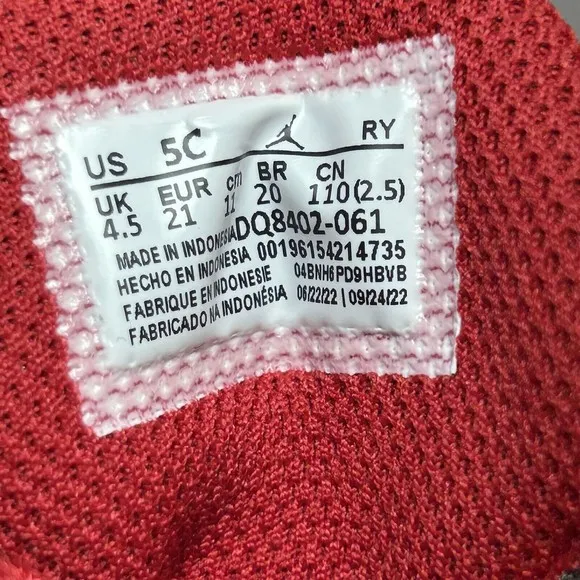 US 5C RY
UK EUR cm BR CN
4.5 21 11 20 110(2.5)
DQ8402-061
MADE IN INDONESIA 00196154214735
HECHO EN INDONESIA 04BNH6PD9HBVB
FABRIQUE EN INDONESIE 06/22/22 | 09/24/22
FABRICADO NA INDONÉSIA